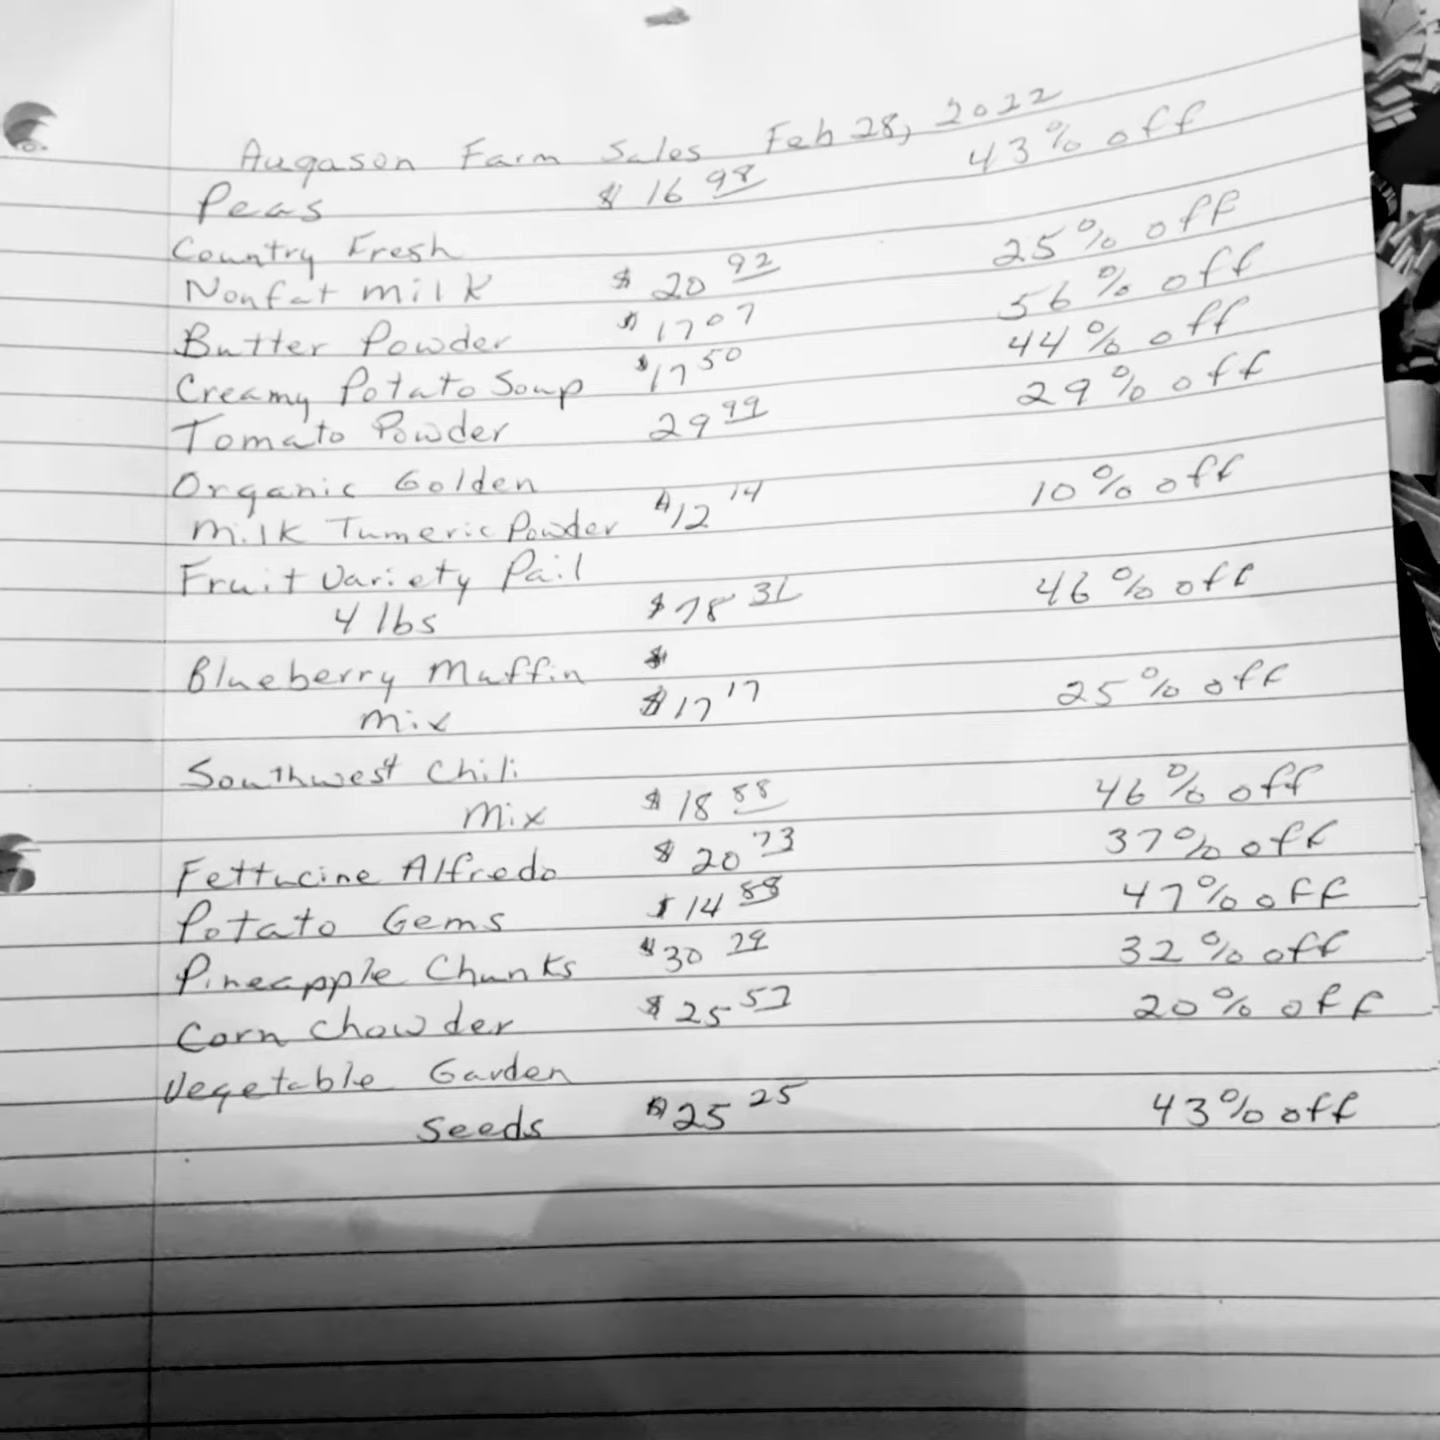 Augason Farm Sales Feb 28, 2022
Peas $16 98 43% off
Country Fresh
Nonfat milk $20 92 25% off
Butter Powder $17 07 56% off
Creamy Potato Soup $17 50 44% off
Tomato Powder 29 99 29% off
Organic Golden
Milk Tumeric Powder $12 14 10% off
Fruit Variety Pail
4 lbs $78 31 46% off
Blueberry Muffin $
mix $17 17 25% off
Southwest Chili
Mix $18 88 46% off
Fettucine Alfredo $20 73 37% off
Potato Gems $14 88 47% off
Pineapple Chunks $30 29 32% off
Corn Chowder $25 57 20% off
Vegetable Garden
Seeds $25 25 43% off